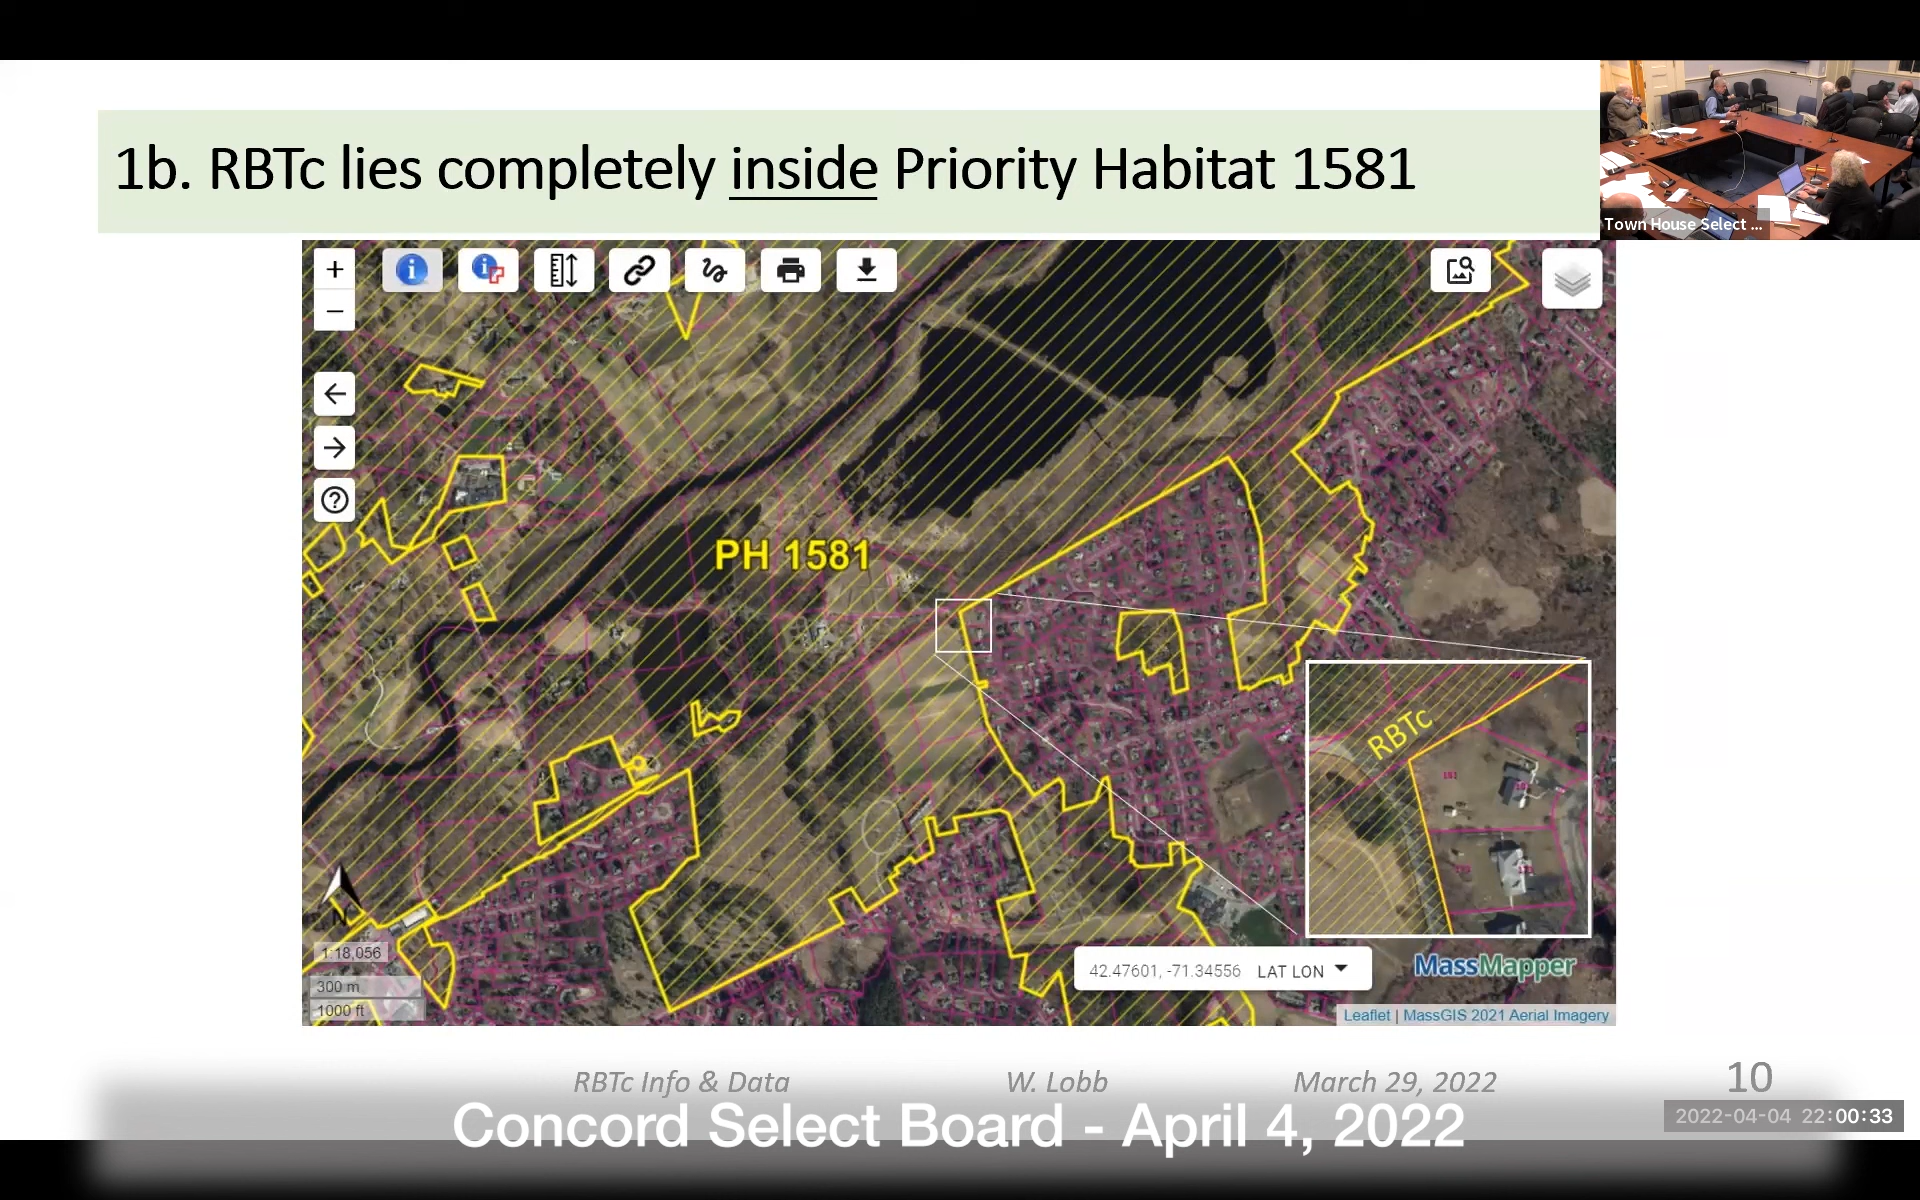 1b. RBTc lies completely inside Priority Habitat 1581
Town House Select ...
PH 1581
RBTc
N
1:18,056
300 m
1000 ft
42.47601, -71.34556 LAT LON
MassMapper
Leaflet | MassGIS 2021 Aerial Imagery
RBTc Info & Data
W. Lobb
March 29, 2022
10
Concord Select Board - April 4, 2022
2022-04-04 22:00:33